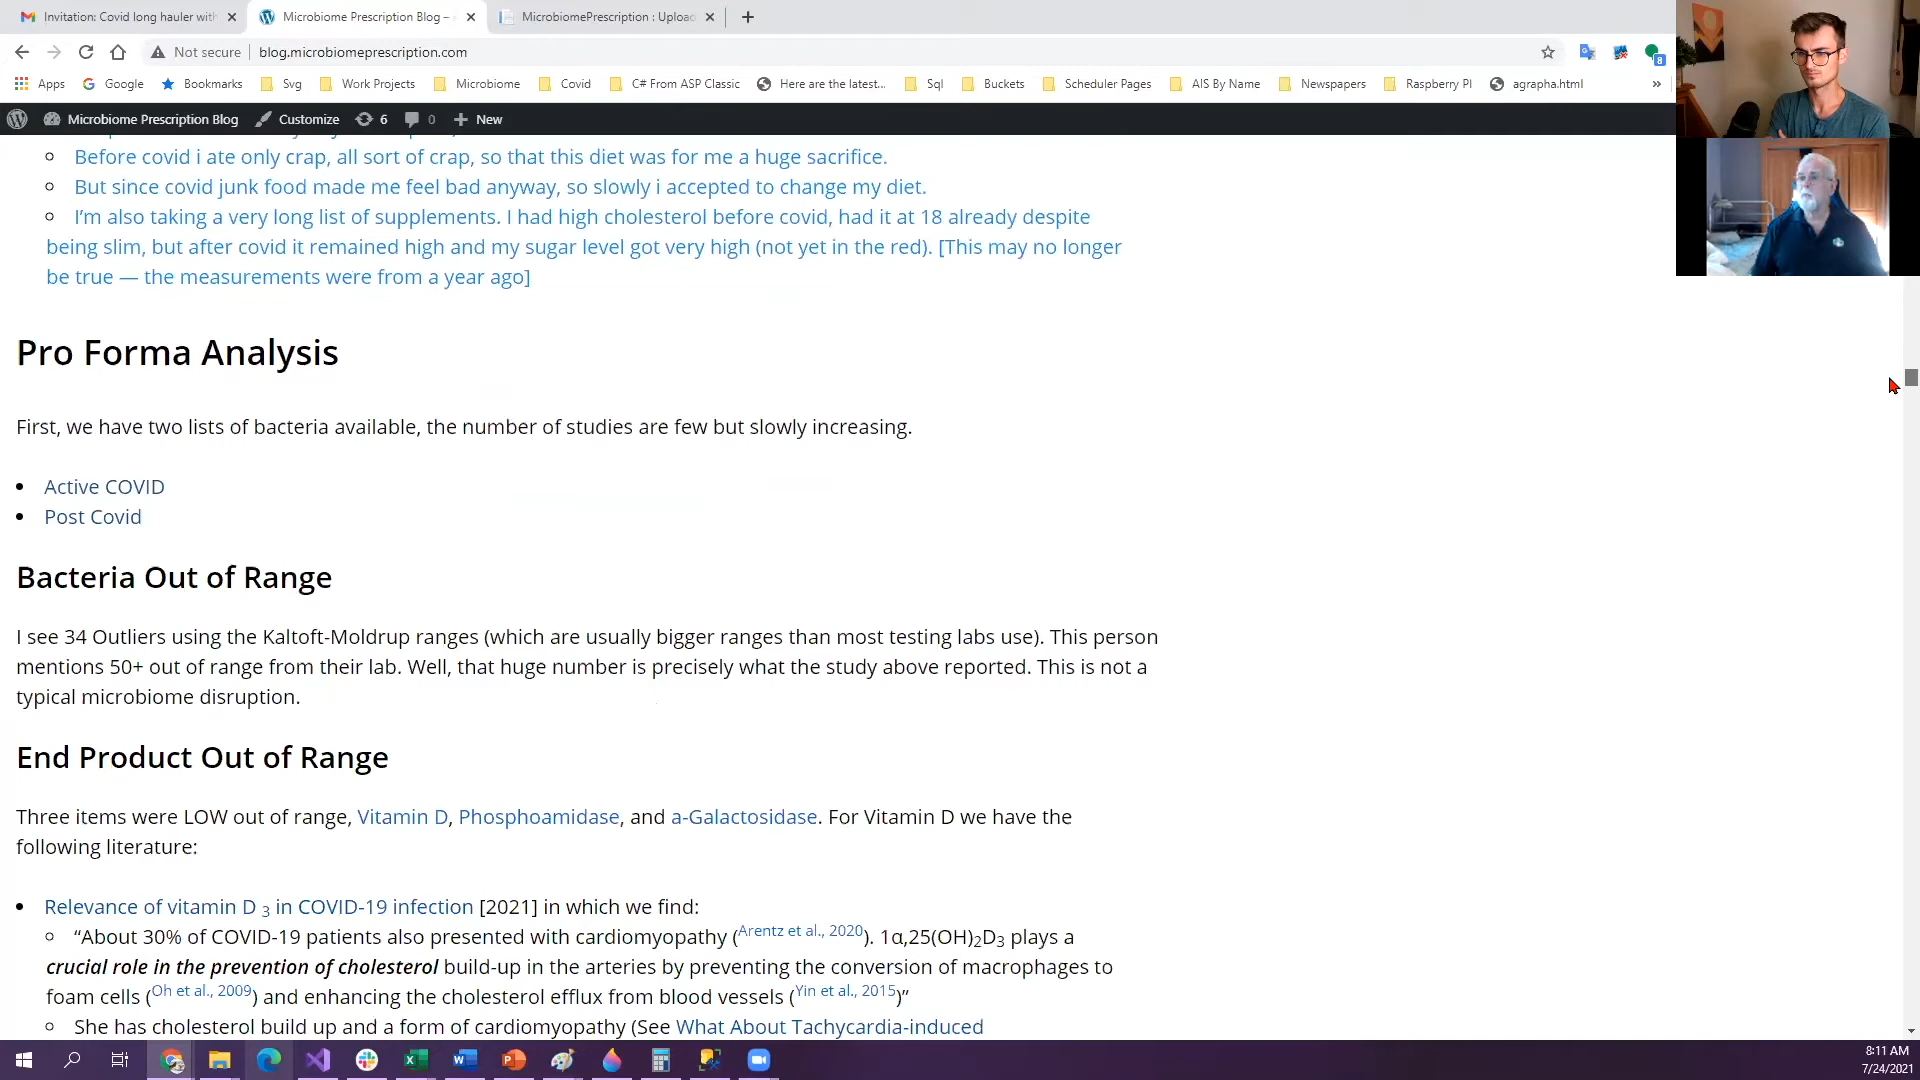 Invitation: Covid long hauler with
Microbiome Prescription Blog –
MicrobiomePrescription : Upload
Not secure
blog.microbiomeprescription.com
8
Apps
Google
Bookmarks
Svg
Work Projects
Microbiome
Covid
C# From ASP Classic
Here are the latest...
Sql
Buckets
Scheduler Pages
AIS By Name
Newspapers
Raspberry PI
agrapha.html
»
Microbiome Prescription Blog
Customize
6
0
New
Before covid i ate only crap, all sort of crap, so that this diet was for me a huge sacrifice.
But since covid junk food made me feel bad anyway, so slowly i accepted to change my diet.
I’m also taking a very long list of supplements. I had high cholesterol before covid, had it at 18 already despite
being slim, but after covid it remained high and my sugar level got very high (not yet in the red). [This may no longer
be true — the measurements were from a year ago]
Pro Forma Analysis
First, we have two lists of bacteria available, the number of studies are few but slowly increasing.
Active COVID
Post Covid
Bacteria Out of Range
I see 34 Outliers using the Kaltoft-Moldrup ranges (which are usually bigger ranges than most testing labs use). This person
mentions 50+ out of range from their lab. Well, that huge number is precisely what the study above reported. This is not a
typical microbiome disruption.
End Product Out of Range
Three items were LOW out of range, Vitamin D, Phosphoamidase, and a-Galactosidase. For Vitamin D we have the
following literature:
Relevance of vitamin D 3 in COVID-19 infection [2021] in which we find:
“About 30% of COVID-19 patients also presented with cardiomyopathy (Arentz et al., 2020). 1α,25(OH)2D3 plays a
crucial role in the prevention of cholesterol build-up in the arteries by preventing the conversion of macrophages to
foam cells (Oh et al., 2009) and enhancing the cholesterol efflux from blood vessels (Yin et al., 2015)”
She has cholesterol build up and a form of cardiomyopathy (See What About Tachycardia-induced
8:11 AM
7/24/2021